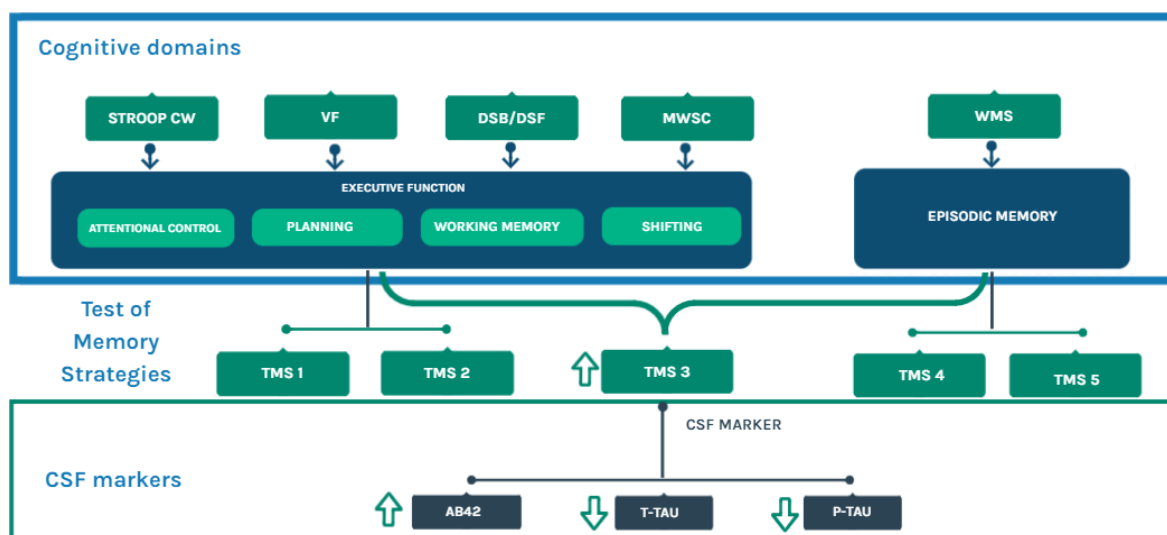 Cognitive domains
STROOP CW
VF
DSB/DSF
MWSC
WMS
EXECUTIVE FUNCTION
ATTENTIONAL CONTROL
PLANNING
WORKING MEMORY
SHIFTING
EPISODIC MEMORY
Test of
Memory
Strategies
TMS 1
TMS 2
TMS 3
TMS 4
TMS 5
CSF MARKER
CSF markers
AB42
T-TAU
P-TAU